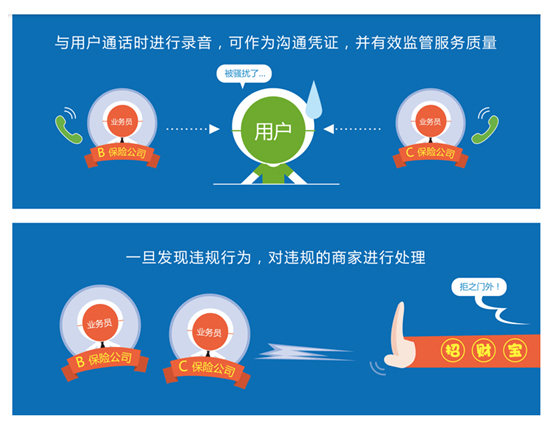 与用户通话时进行录音，可作为沟通凭证，并有效监管服务质量
被骚扰了...
业务员
B 保险公司
用户
业务员
C 保险公司
一旦发现违规行为，对违规的商家进行处理
拒之门外！
业务员
B 保险公司
业务员
C 保险公司
招财宝